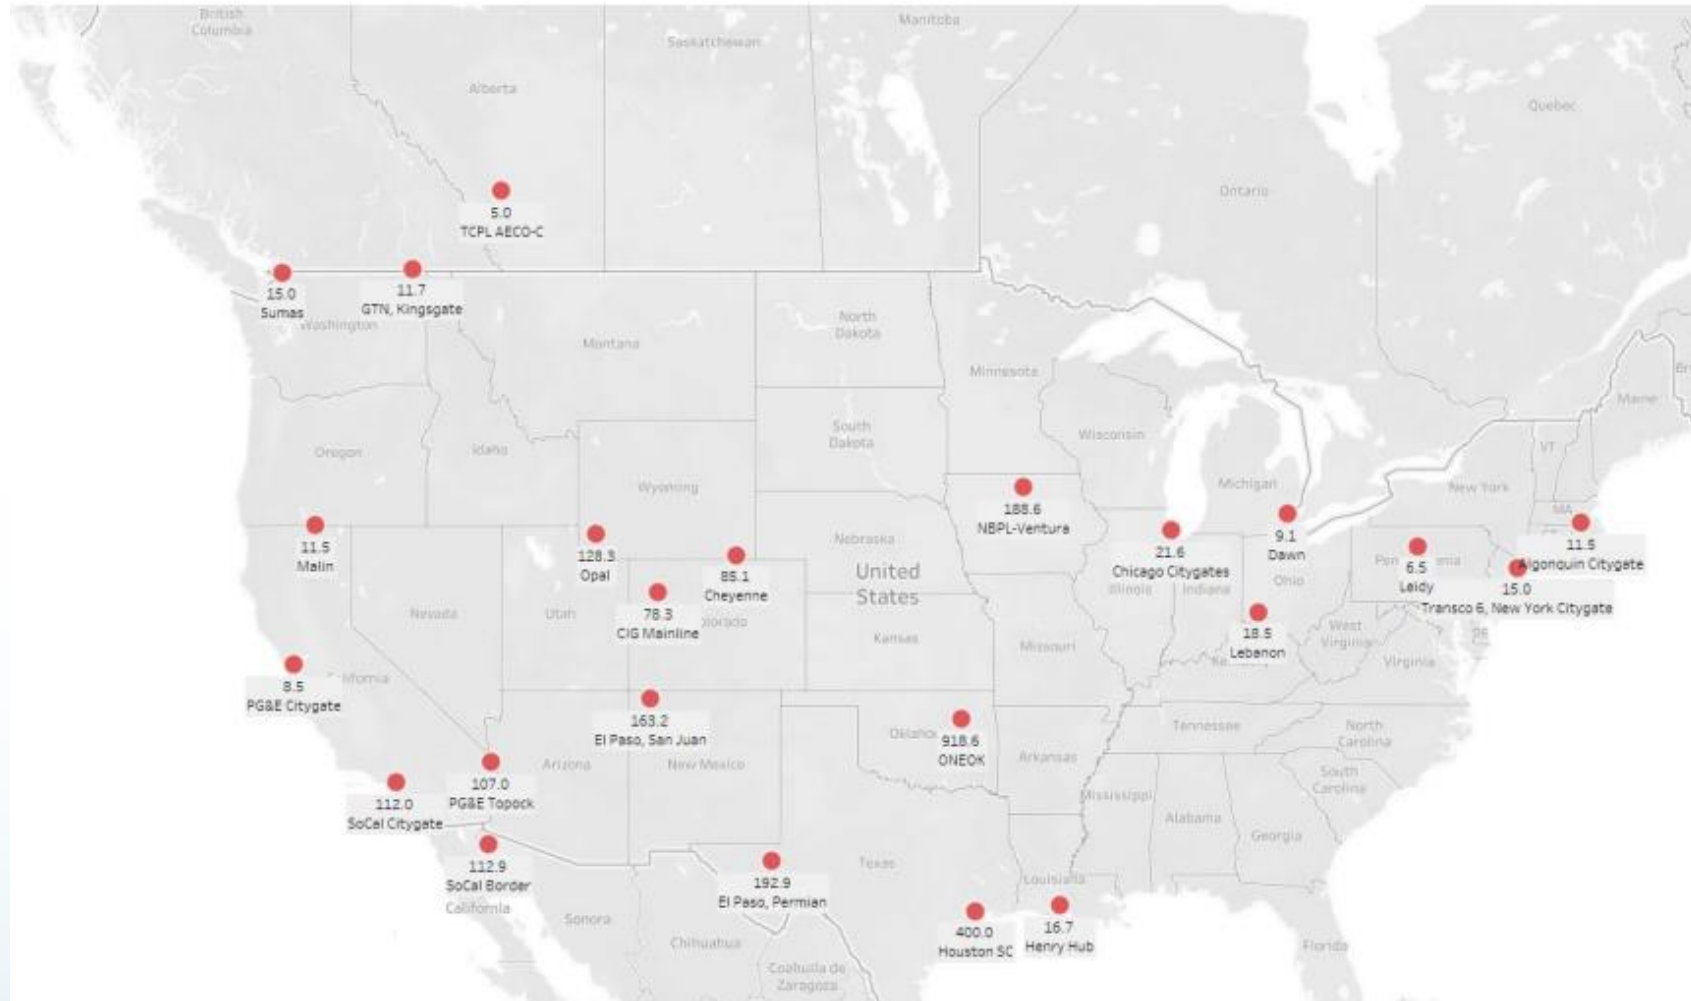 British
Columbia
Manitoba
Saskatchewan
Alberta
Quebec
Ontario
5.0
TCPL AECO-C
15.0
Sumas
11.7
GTN, Kingsgate
Washington
Montana
North
Dakota
Minnesota
Maine
South
Dakota
Wisconsin
Oregon
Idaho
VT
Wyoming
Michigan
New York
188.6
NBPL-Ventura
MA
11.5
Malin
128.3
Opal
85.1
Cheyenne
Nebraska
21.6
Chicago Citygates
9.1
Dawn
6.5
Leidy
11.5
Algonquin Citygate
15.0
Transco 6, New York Citygate
United
States
Ohio
Illinois
Indiana
Nevada
Utah
78.3
CIG Mainline
Kansas
Missouri
18.5
Lebanon
West
Virginia
Virginia
8.5
PG&E Citygate
163.2
El Paso, San Juan
918.6
ONEOK
Tennessee
North
Carolina
Arizona
New Mexico
Arkansas
107.0
PG&E Topock
112.0
SoCal Citygate
South
Carolina
Mississippi
Alabama
Georgia
112.9
SoCal Border
California
192.9
El Paso, Permian
Texas
Louisiana
Sonora
Chihuahua
400.0
Houston SC
16.7
Henry Hub
Florida
Coahuila de
Zaragoza